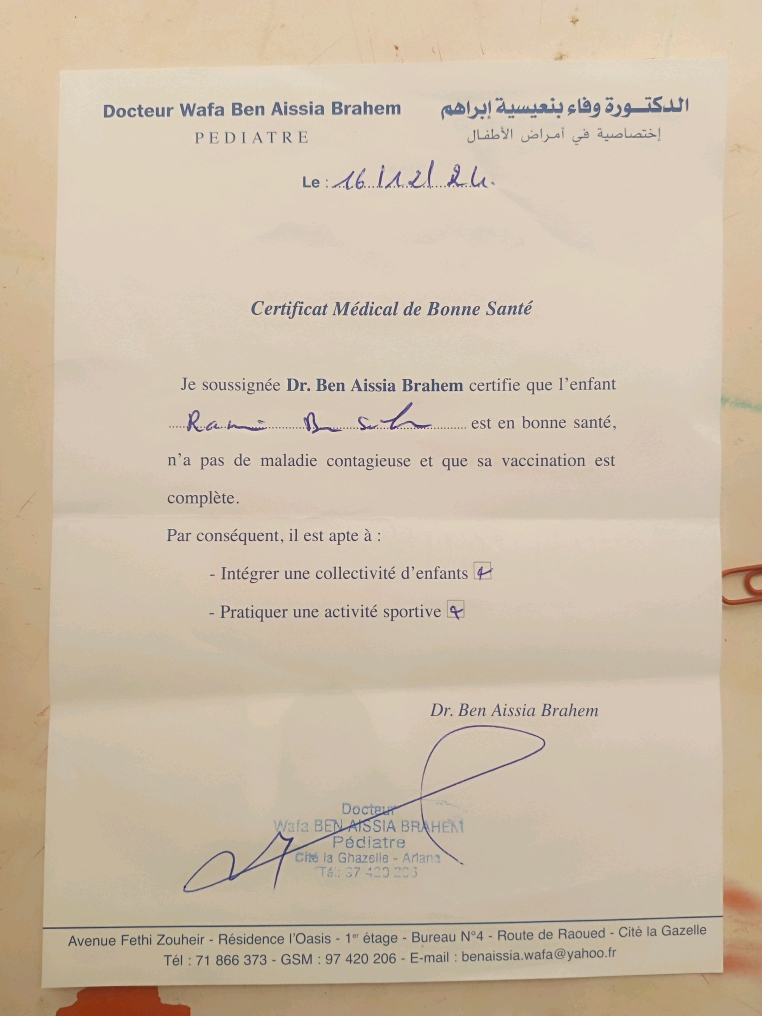 Docteur Wafa Ben Aissia Brahem
PEDIATRE
الدكتـــورة وفاء بنعيسية إبراهم
إختصاصية في أمراض الأطفال
Le : 16/12/24.
Certificat Médical de Bonne Santé
Je soussignée Dr. Ben Aissia Brahem certifie que l'enfant
est en bonne santé,
n'a pas de maladie contagieuse et que sa vaccination est
complète.
Par conséquent, il est apte à :
- Intégrer une collectivité d'enfants
- Pratiquer une activité sportive
Dr. Ben Aissia Brahem
Docteur
Wafa BEN AISSIA BRAHEM
Pédiatre
Cité la Ghazelle - Ariana
Tél: 97 420 206
Avenue Fethi Zouheir - Résidence l'Oasis - 1er étage - Bureau N°4 - Route de Raoued - Cité la Gazelle
Tél : 71 866 373 - GSM : 97 420 206 - E-mail : benaissia.wafa@yahoo.fr